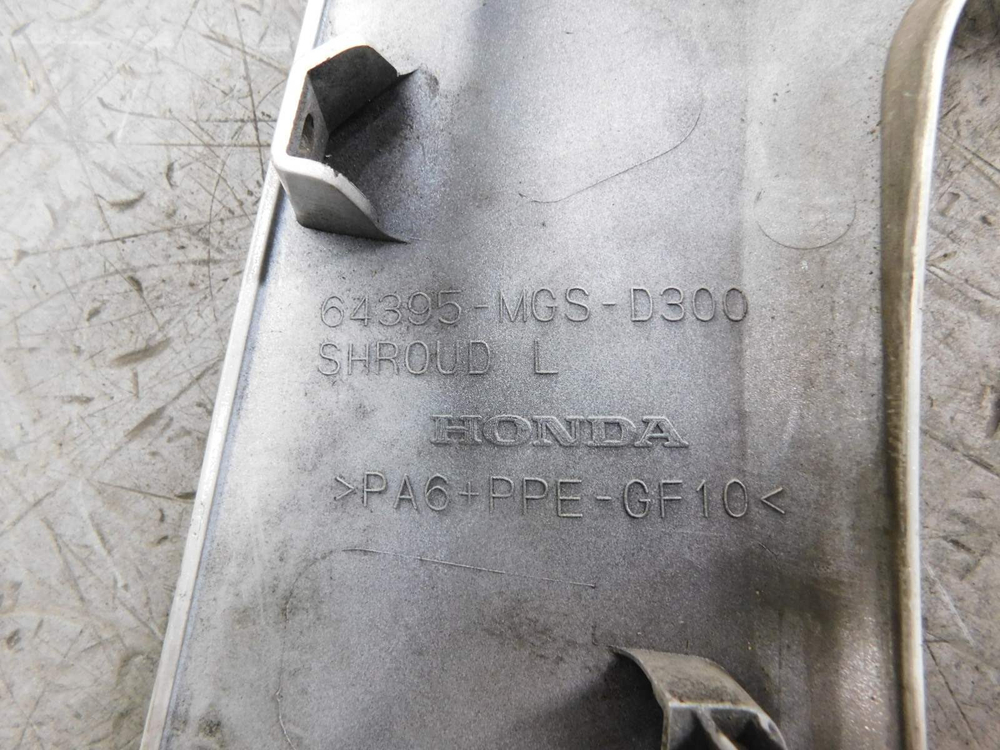 64395-MGS-D300
SHROUD L
HONDA
>PA6+PPE-GF10<